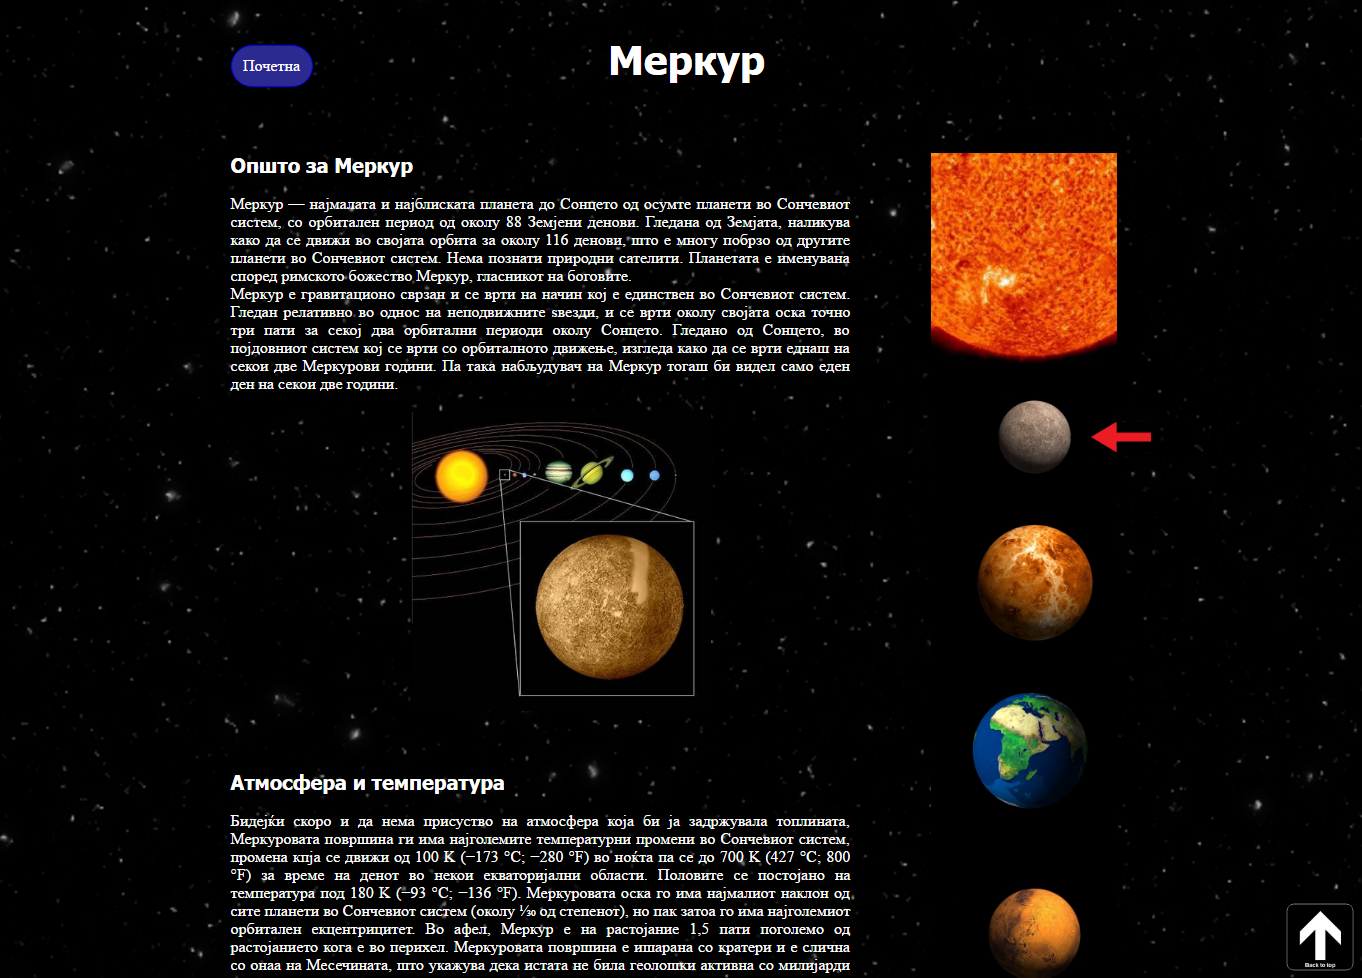 Почетна
Меркур
Општо за Меркур
Меркур — најмалата и најблиската планета до Сонцето од осумте планети во Сончевиот
систем, со орбитален период од околу 88 Земјени денови. Гледана од Земјата, наликува
како да се движи во својата орбита за околу 116 денови, што е многу побрзо од другите
планети во Сончевиот систем. Нема познати природни сателити. Планетата е именувана
според римското божество Меркур, гласникот на боговите.
Меркур е гравитационо сврзан и се врти на начин кој е единствен во Сончевиот систем.
Гледан релативно во однос на неподвижните ѕвезди, и се врти околу својата оска точно
три пати за секој два орбитални периоди околу Сонцето. Гледано од Сонцето, во
појдовниот систем кој се врти со орбиталното движење, изгледа како да се врти еднаш на
секои две Меркурови години. Па така набљудувач на Меркур тогаш би видел само еден
ден на секои две години.
Атмосфера и температура
Бидејќи скоро и да нема присуство на атмосфера која би ја задржувала топлината,
Меркуровата површина ги има најголемите температурни промени во Сончевиот систем,
промена кпја се движи од 100 K (−173 °C; −280 °F) во ноќта па се до 700 K (427 °C; 800
°F) за време на денот во некои екваторијални области. Половите се постојано на
температура под 180 K (−93 °C; −136 °F). Меркуровата оска го има најмалиот наклон од
сите планети во Сончевиот систем (околу 1⁄30 од степенот), но пак затоа го има најголемиот
орбитален ексцентрицитет. Во афел, Меркур е на растојание 1,5 пати поголемо од
растојанието кога е во перихел. Меркуровата површина е ишарана со кратери и е слична
со онаа на Месечината, што укажува дека истата не била геолошки активна со милијарди
Back to top